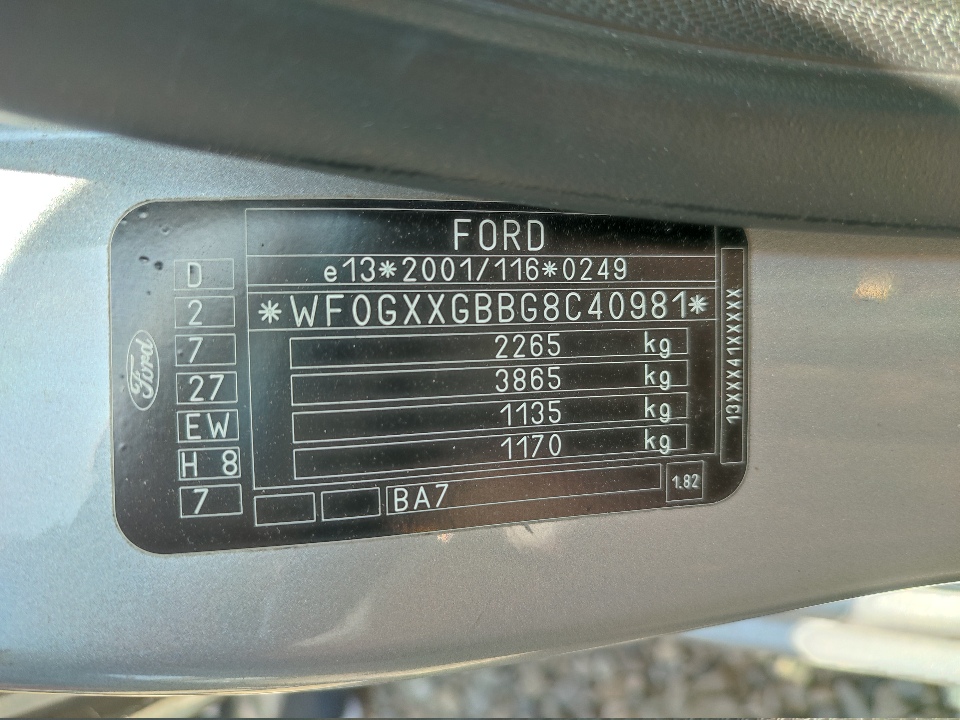 FORD
e13*2001/116*0249
*WF0GXXGBBG8C40981*
2265 kg
3865 kg
1135 kg
1170 kg
BA7
1.82
D
2
7
27
EW
H 8
7
Ford
13XXX41XXXXX